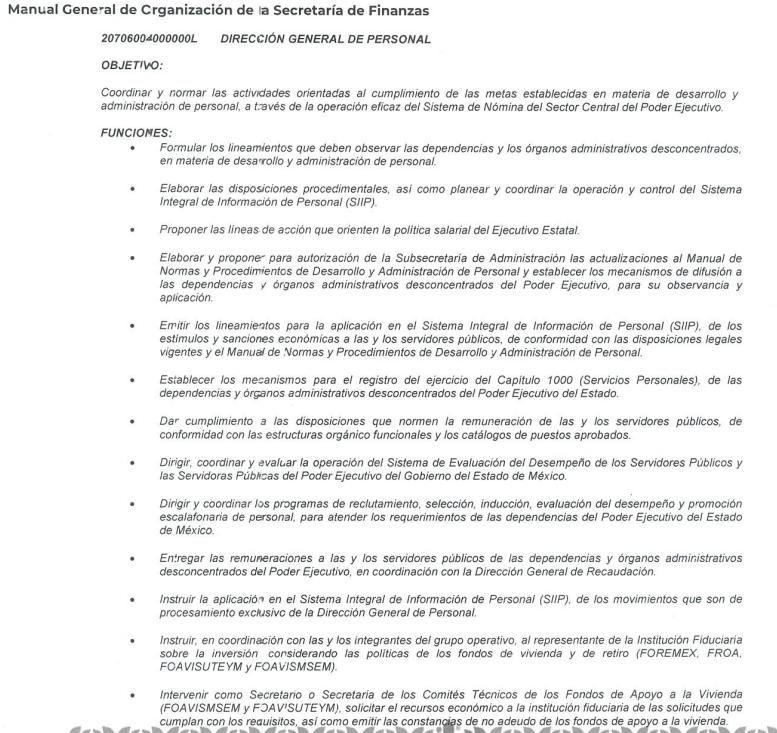 Manual General de Organización de la Secretaría de Finanzas
20706004000000L DIRECCIÓN GENERAL DE PERSONAL
OBJETIVO:
Coordinar y normar las actividades orientadas al cumplimiento de las metas establecidas en materia de desarrollo y
administración de personal, a través de la operación eficaz del Sistema de Nómina del Sector Central del Poder Ejecutivo.
FUNCIONES:
• Formular los lineamientos que deben observar las dependencias y los órganos administrativos desconcentrados,
en materia de desarrollo y administración de personal.
• Elaborar las disposiciones procedimentales, así como planear y coordinar la operación y control del Sistema
Integral de Información de Personal (SIIP).
• Proponer las líneas de acción que orienten la política salarial del Ejecutivo Estatal.
• Elaborar y proponer para autorización de la Subsecretaría de Administración las actualizaciones al Manual de
Normas y Procedimientos de Desarrollo y Administración de Personal y establecer los mecanismos de difusión a
las dependencias y órganos administrativos desconcentrados del Poder Ejecutivo, para su observancia y
aplicación.
• Emitir los lineamientos para la aplicación en el Sistema Integral de Información de Personal (SIIP), de los
estímulos y sanciones económicas a las y los servidores públicos, de conformidad con las disposiciones legales
vigentes y el Manual de Normas y Procedimientos de Desarrollo y Administración de Personal.
• Establecer los mecanismos para el registro del ejercicio del Capítulo 1000 (Servicios Personales), de las
dependencias y órganos administrativos desconcentrados del Poder Ejecutivo del Estado.
• Dar cumplimiento a las disposiciones que normen la remuneración de las y los servidores públicos, de
conformidad con las estructuras orgánico funcionales y los catálogos de puestos aprobados.
• Dirigir, coordinar y evaluar la operación del Sistema de Evaluación del Desempeño de los Servidores Públicos y
las Servidoras Públicas del Poder Ejecutivo del Gobierno del Estado de México.
• Dirigir y coordinar los programas de reclutamiento, selección, inducción, evaluación del desempeño y promoción
escalafonaria de personal, para atender los requerimientos de las dependencias del Poder Ejecutivo del Estado
de México.
• Entregar las remuneraciones a las y los servidores públicos de las dependencias y órganos administrativos
desconcentrados del Poder Ejecutivo, en coordinación con la Dirección General de Recaudación.
• Instruir la aplicación en el Sistema Integral de Información de Personal (SIIP), de los movimientos que son de
procesamiento exclusivo de la Dirección General de Personal.
• Instruir, en coordinación con las y los integrantes del grupo operativo, al representante de la Institución Fiduciaria
sobre la inversión considerando las políticas de los fondos de vivienda y de retiro (FOREMEX, FROA,
FOAVISUTEYM y FOAVISMSEM).
• Intervenir como Secretario o Secretaria de los Comités Técnicos de los Fondos de Apoyo a la Vivienda
(FOAVISMSEM y FOAVISUTEYM), solicitar el recursos económico a la institución fiduciaria de las solicitudes que
cumplan con los requisitos, así como emitir las constancias de no adeudo de los fondos de apoyo a la vivienda.